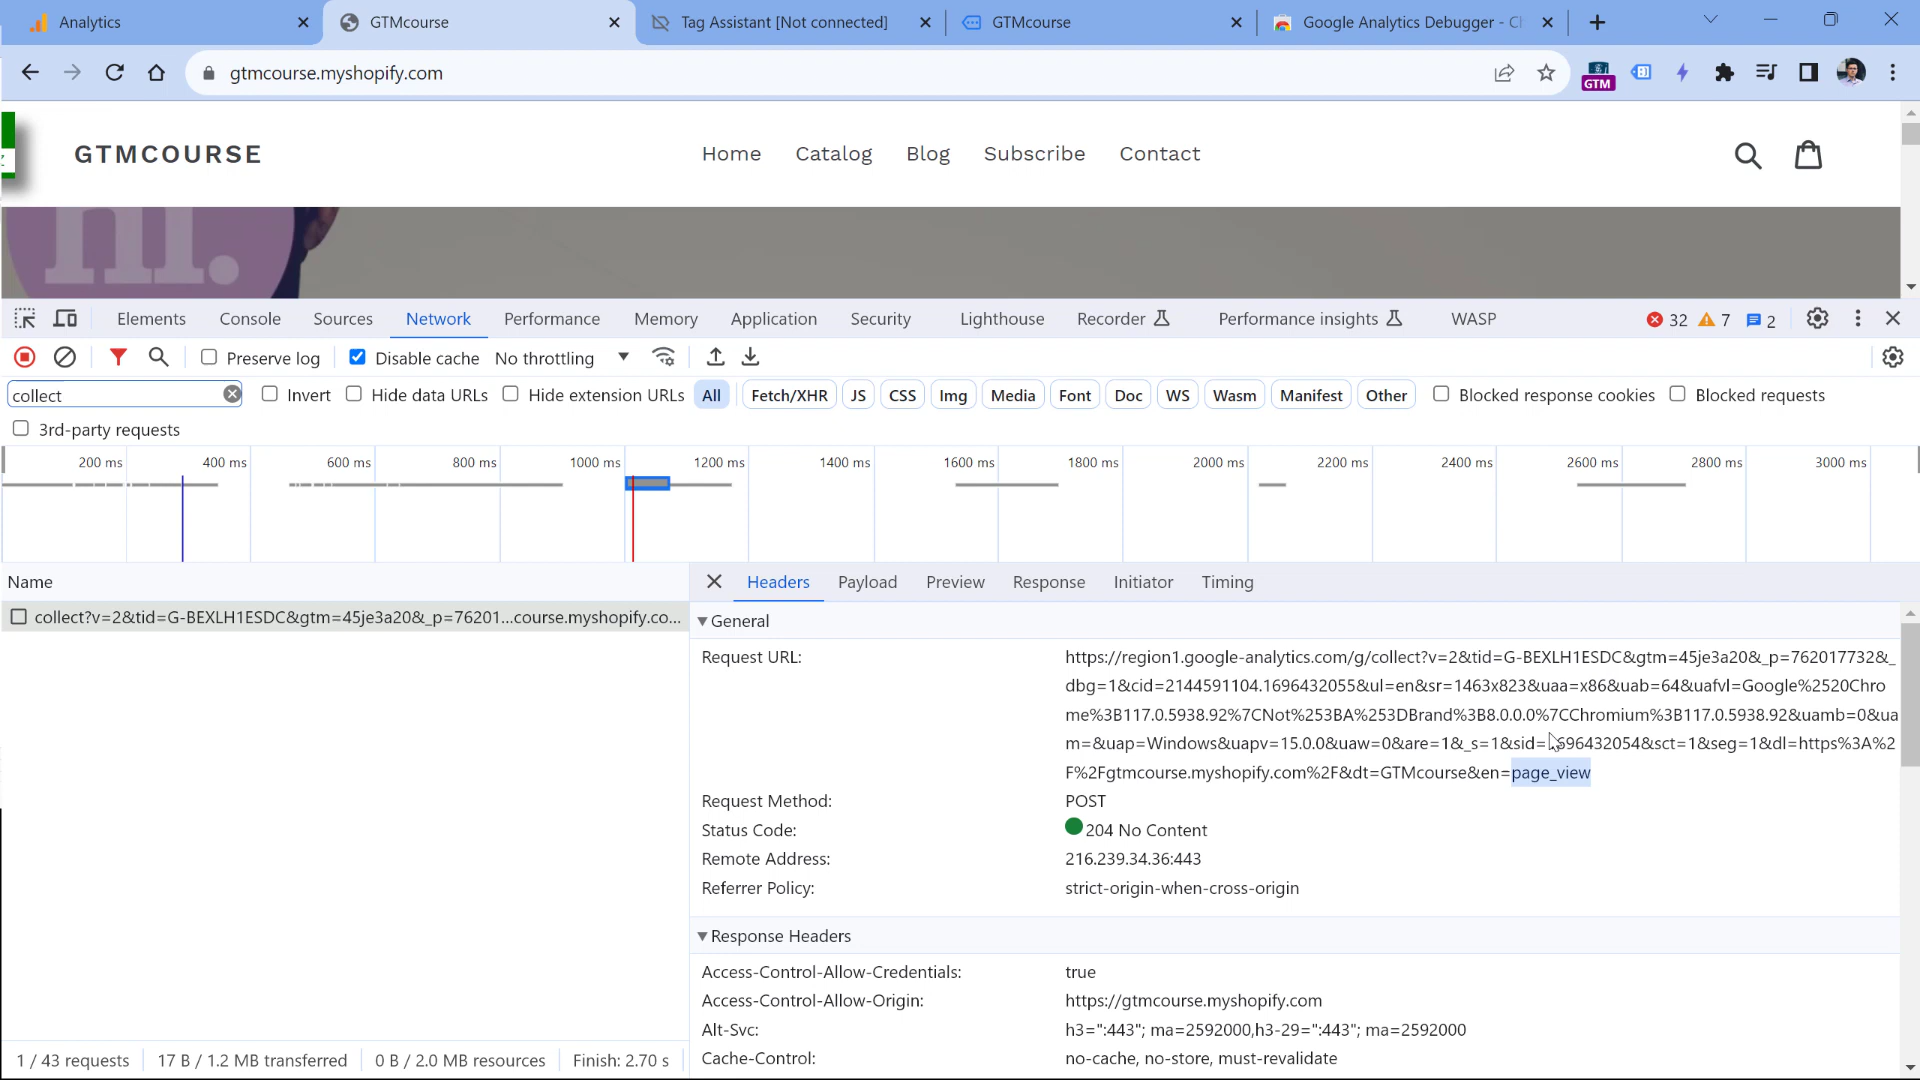 Analytics
GTMcourse
Tag Assistant [Not connected]
GTMcourse
Google Analytics Debugger - Cl
gtmcourse.myshopify.com
GTM
GTMCOURSE
Home Catalog Blog Subscribe Contact
hi.
Elements Console Sources Network Performance Memory Application Security Lighthouse Recorder Performance insights WASP 32 7 2
Preserve log Disable cache No throttling
collect Invert Hide data URLs Hide extension URLs All Fetch/XHR JS CSS Img Media Font Doc WS Wasm Manifest Other Blocked response cookies Blocked requests
3rd-party requests
200 ms 400 ms 600 ms 800 ms 1000 ms 1200 ms 1400 ms 1600 ms 1800 ms 2000 ms 2200 ms 2400 ms 2600 ms 2800 ms 3000 ms
Name
collect?v=2&tid=G-BEXLH1ESDC&gtm=45je3a20&_p=76201...course.myshopify.co...
Headers Payload Preview Response Initiator Timing
General
Request URL: https://region1.google-analytics.com/g/collect?v=2&tid=G-BEXLH1ESDC&gtm=45je3a20&_p=762017732&_
dbg=1&cid=2144591104.1696432055&ul=en&sr=1463x823&uaa=x86&uab=64&uafvl=Google%2520Chro
me%3B117.0.5938.92%7CNot%253BA%253DBrand%3B8.0.0.0%7CChromium%3B117.0.5938.92&uamb=0&ua
m=&uap=Windows&uapv=15.0.0&uaw=0&are=1&_s=1&sid=1696432054&sct=1&seg=1&dl=https%3A%2
F%2Fgtmcourse.myshopify.com%2F&dt=GTMcourse&en=page_view
Request Method: POST
Status Code: 204 No Content
Remote Address: 216.239.34.36:443
Referrer Policy: strict-origin-when-cross-origin
Response Headers
Access-Control-Allow-Credentials: true
Access-Control-Allow-Origin: https://gtmcourse.myshopify.com
Alt-Svc: h3=":443"; ma=2592000,h3-29=":443"; ma=2592000
Cache-Control: no-cache, no-store, must-revalidate
1 / 43 requests 17 B / 1.2 MB transferred 0 B / 2.0 MB resources Finish: 2.70 s